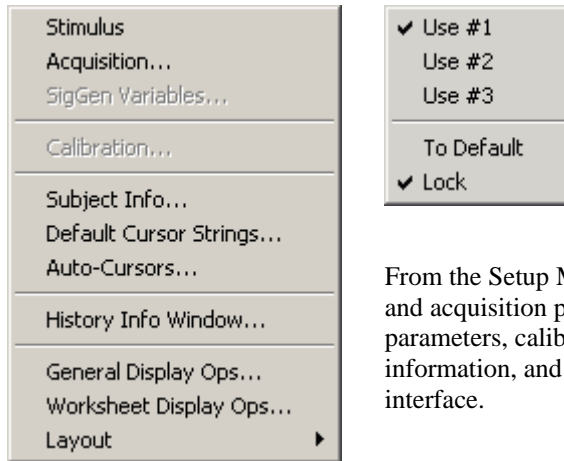 Stimulus
Acquisition...
SigGen Variables...
Calibration...
Subject Info...
Default Cursor Strings...
Auto-Cursors...
History Info Window...
General Display Ops...
Worksheet Display Ops...
Layout
Use #1
Use #2
Use #3
To Default
Lock
From the Setup
and acquisition
parameters,
information, and
interface.